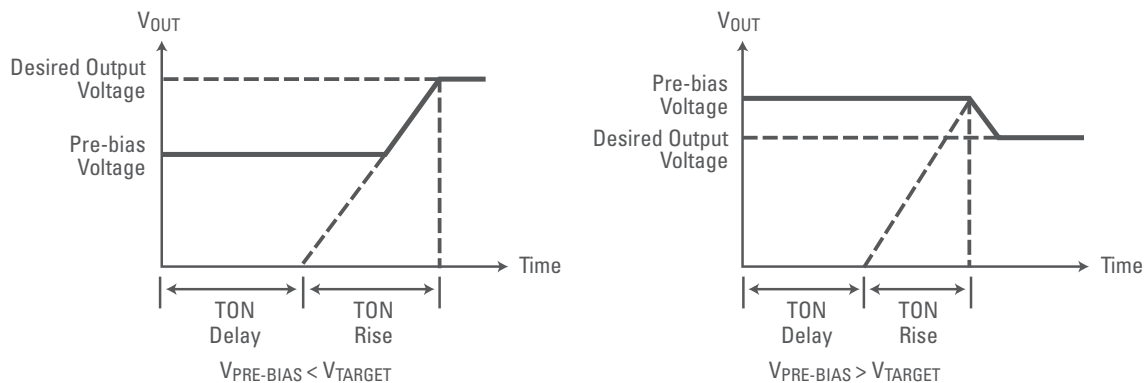 VOUT
Desired Output
Voltage
Pre-bias
Voltage
Time
TON
Delay
TON
Rise
VPRE-BIAS < VTARGET
VOUT
Pre-bias
Voltage
Desired Output
Voltage
Time
TON
Delay
TON
Rise
VPRE-BIAS > VTARGET